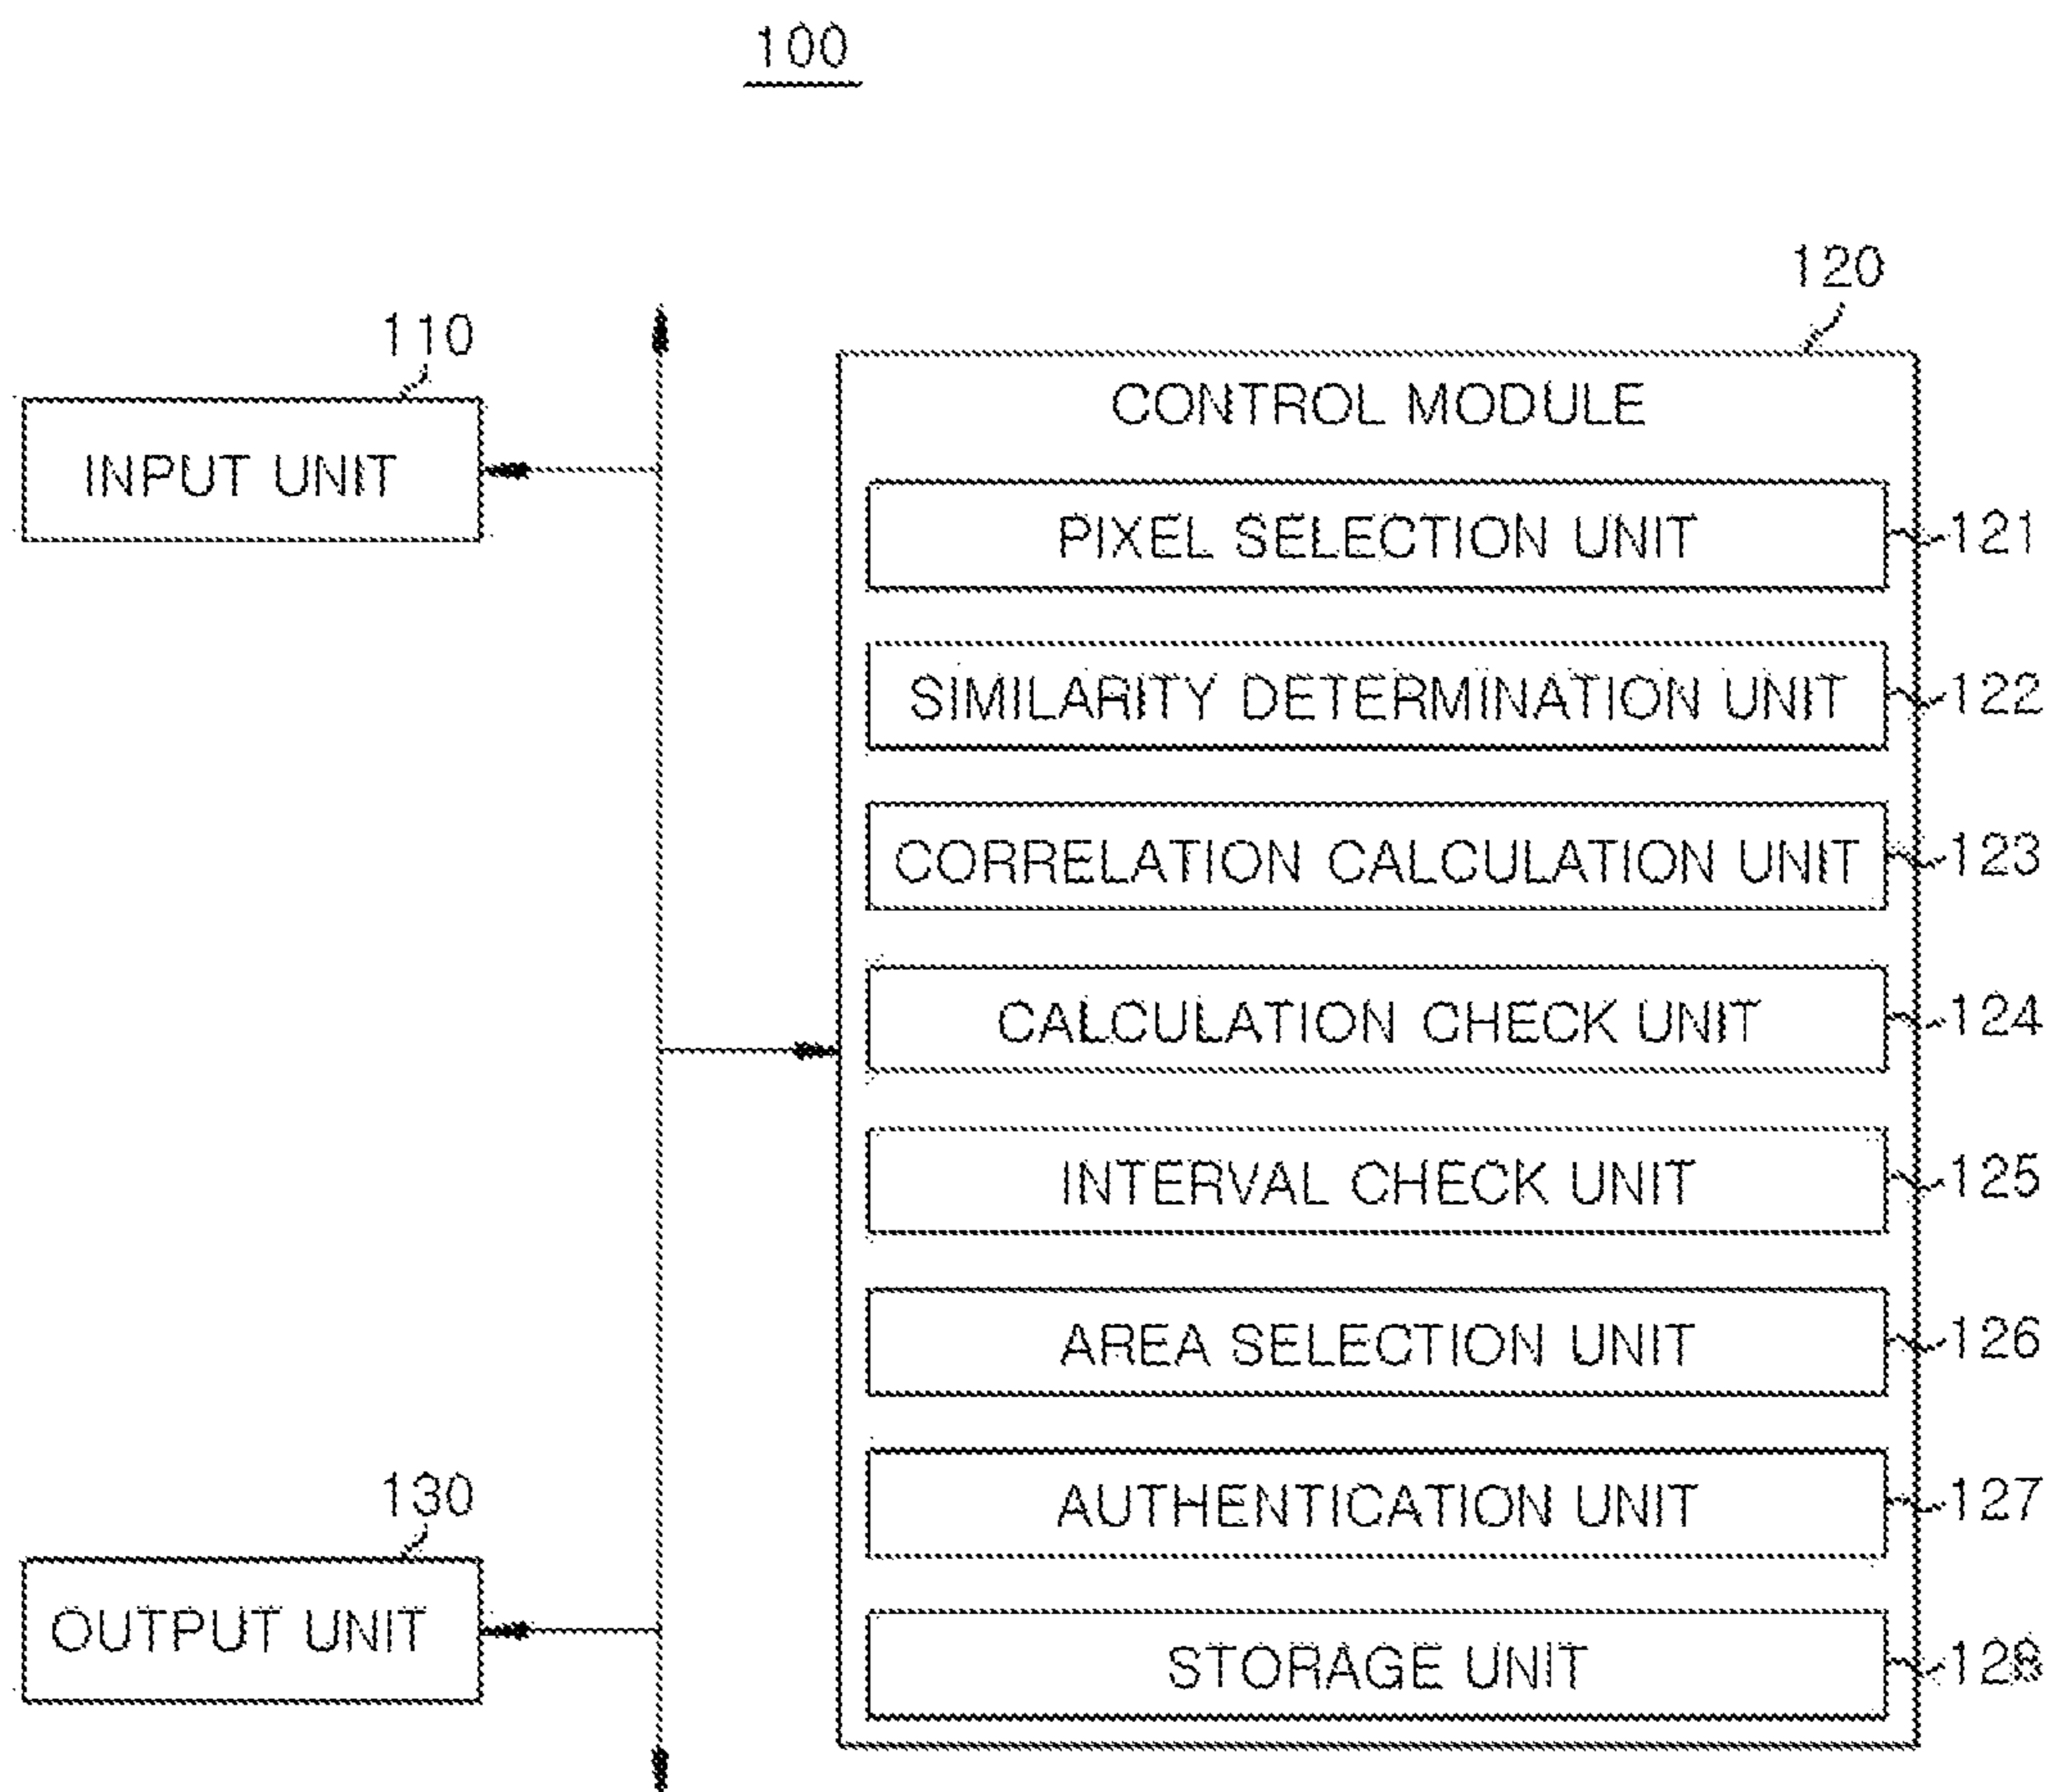 100
120
110
CONTROL MODULE
INPUT UNIT
PIXEL SELECTION UNIT
121
SIMILARITY DETERMINATION UNIT
122
CORRELATION CALCULATION UNIT
123
CALCULATION CHECK UNIT
124
INTERVAL CHECK UNIT
125
AREA SELECTION UNIT
126
130
AUTHENTICATION UNIT
127
OUTPUT UNIT
STORAGE UNIT
128